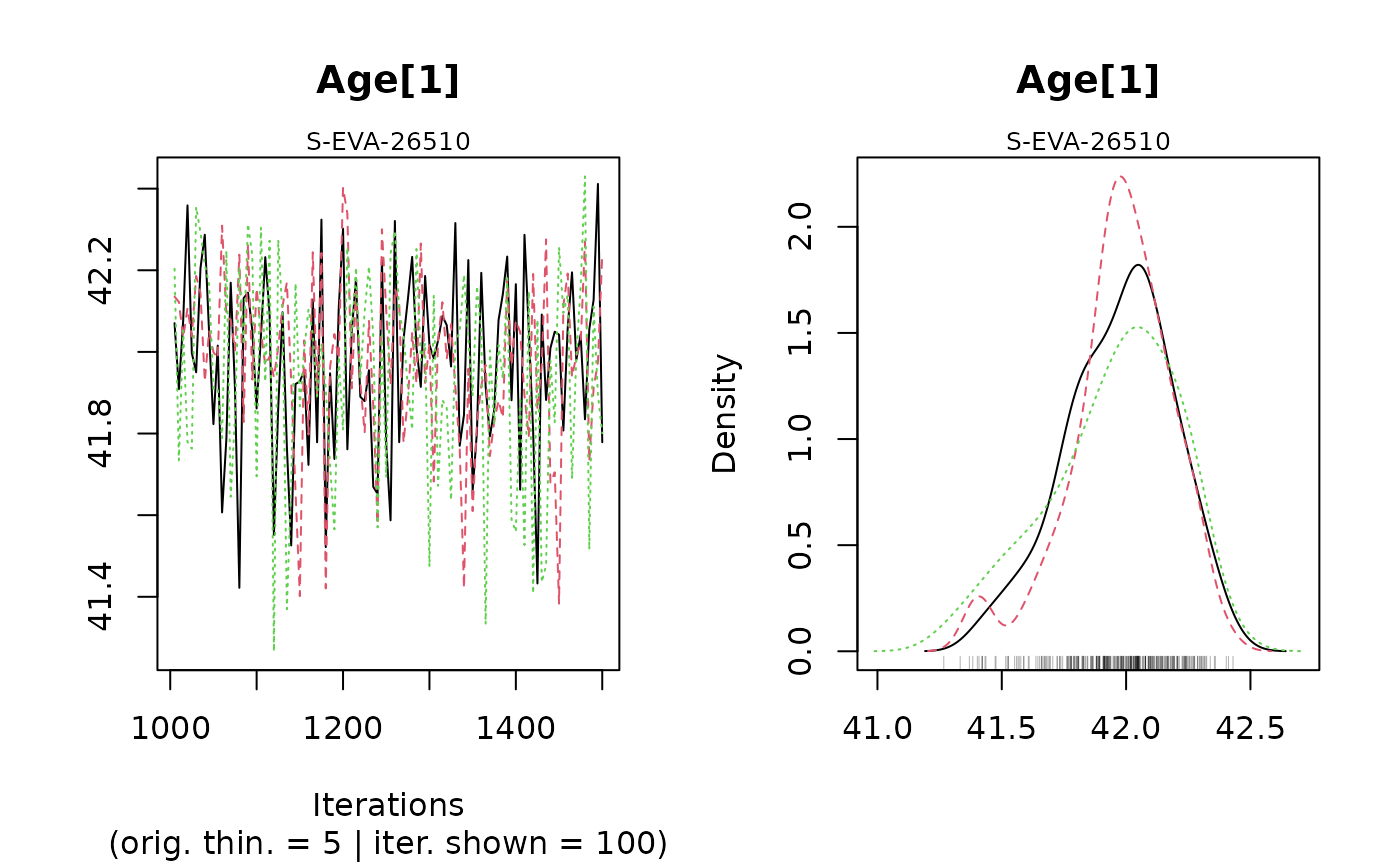 Age[1]
S-EVA-26510
42.2
41.8
41.4
1000 1200 1400
Iterations
(orig. thin. = 5 | iter. shown = 100)
Age[1]
S-EVA-26510
Density
2.0
1.5
1.0
0.5
0.0
41.0 41.5 42.0 42.5